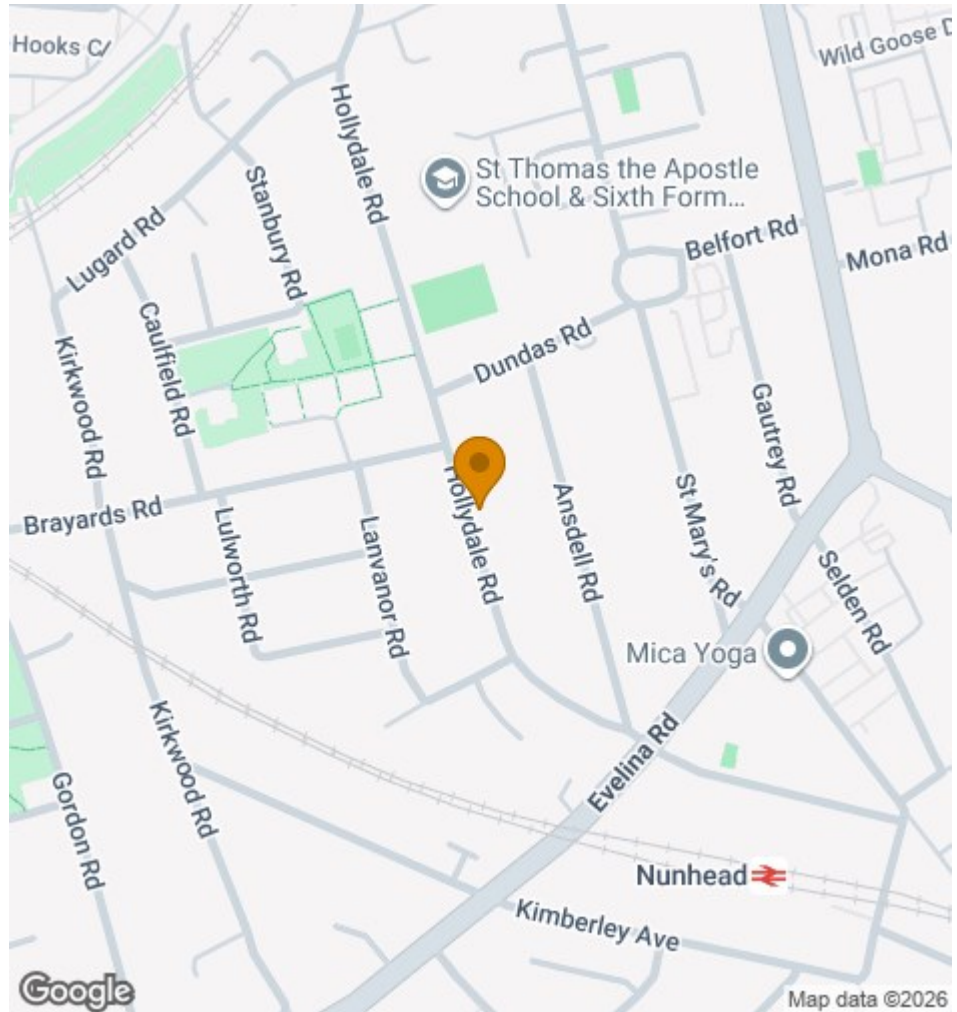 Hooks C
Wild Goose D
Hollydale Rd
St Thomas the Apostle
School & Sixth Form...
Stanbury Rd
Lugard Rd
Belfort Rd
Mona Rd
Caulfield Rd
Kirkwood Rd
Dundas Rd
Gautrey Rd
Brayards Rd
Hollydale Rd
Ansdell Rd
St Mary's Rd
Lulworth Rd
Lanvanor Rd
Selden Rd
Mica Yoga
Kirkwood Rd
Evelina Rd
Gordon Rd
Nunhead
Kimberley Ave
Google
Map data ©2026